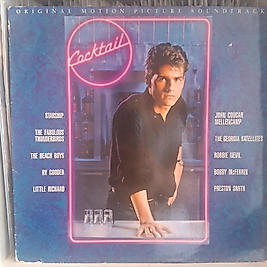 ORIGINAL MOTION PICTURE SOUNDTRACK
Cocktail
STARSHIP
THE FABULOUS
THUNDERBIRDS
THE BEACH BOYS
RY COODER
LITTLE RICHARD
JOHN COUGAR
MELLENCAMP
THE GEORGIA SATELLITES
ROBBIE NEVIL
BOBBY McFERRIN
PRESTON SMITH